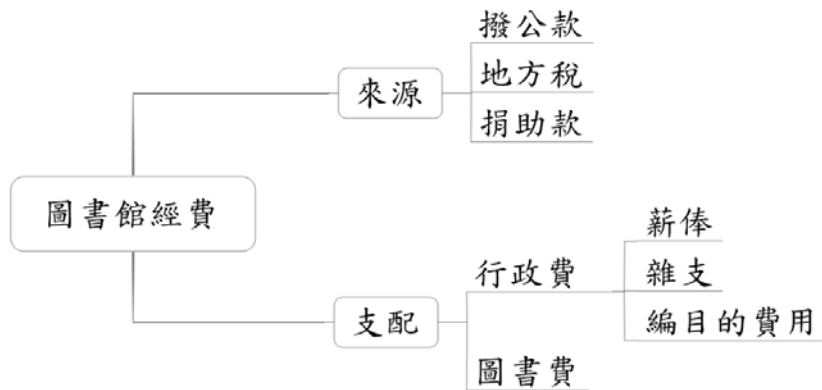 圖書館經費
來源
撥公款
地方稅
捐助款
支配
行政費
薪俸
雜支
編目的費用
圖書費